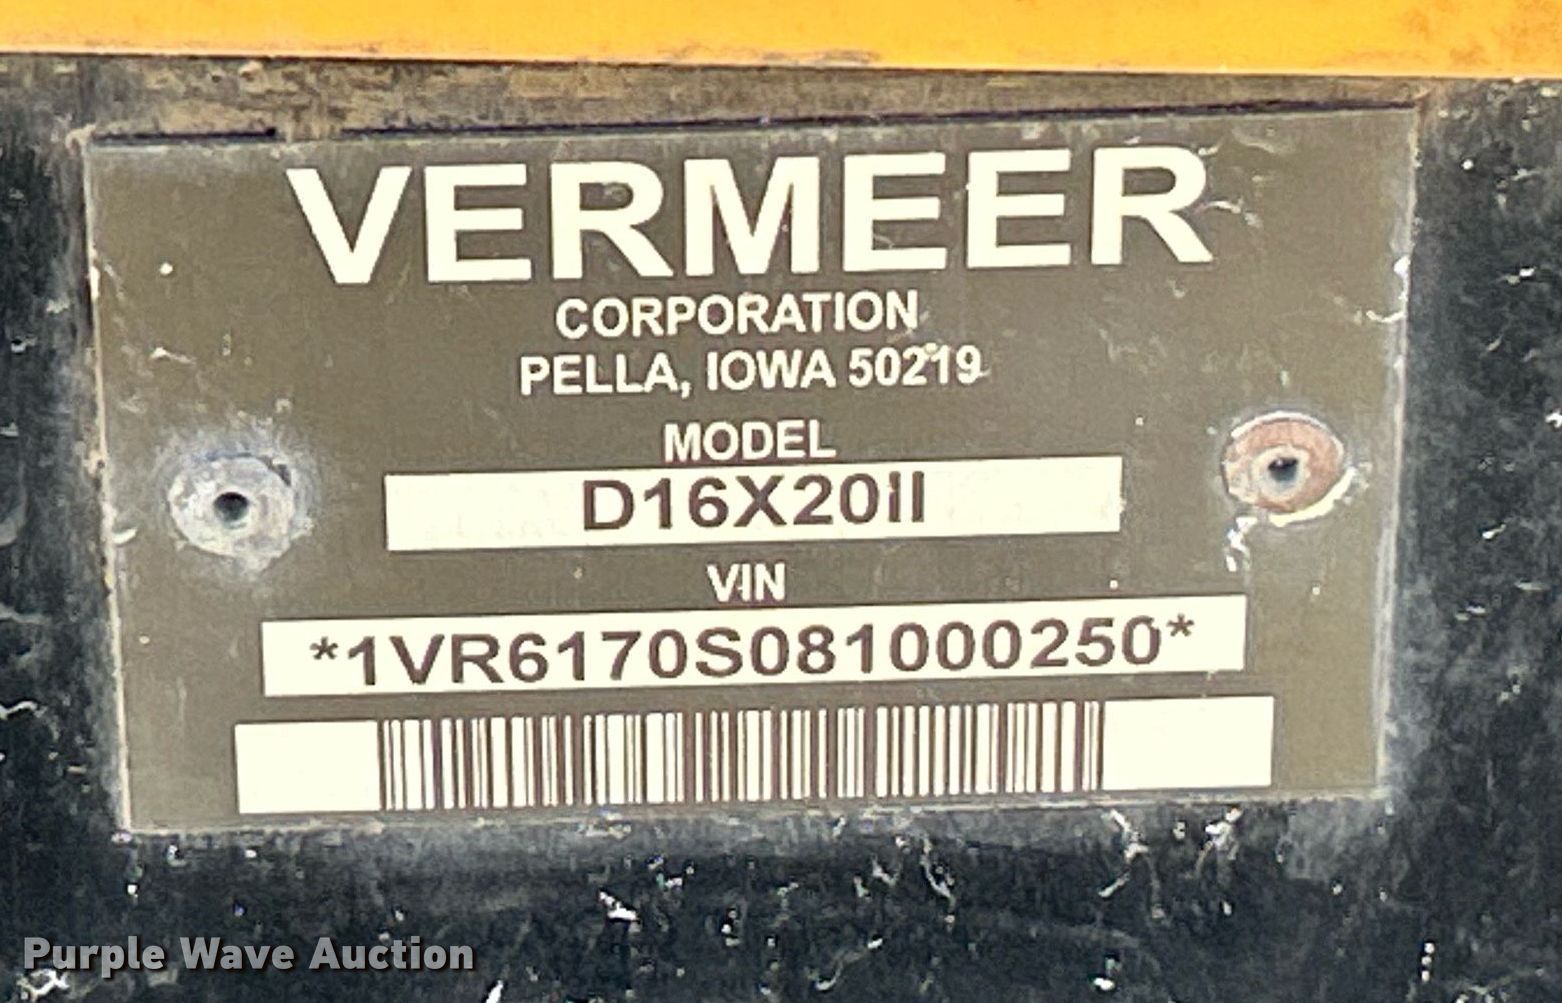 VERMEER
CORPORATION
PELLA, IOWA 50219
MODEL
D16X20II
VIN
*1VR6170S081000250*
Purple Wave Auction